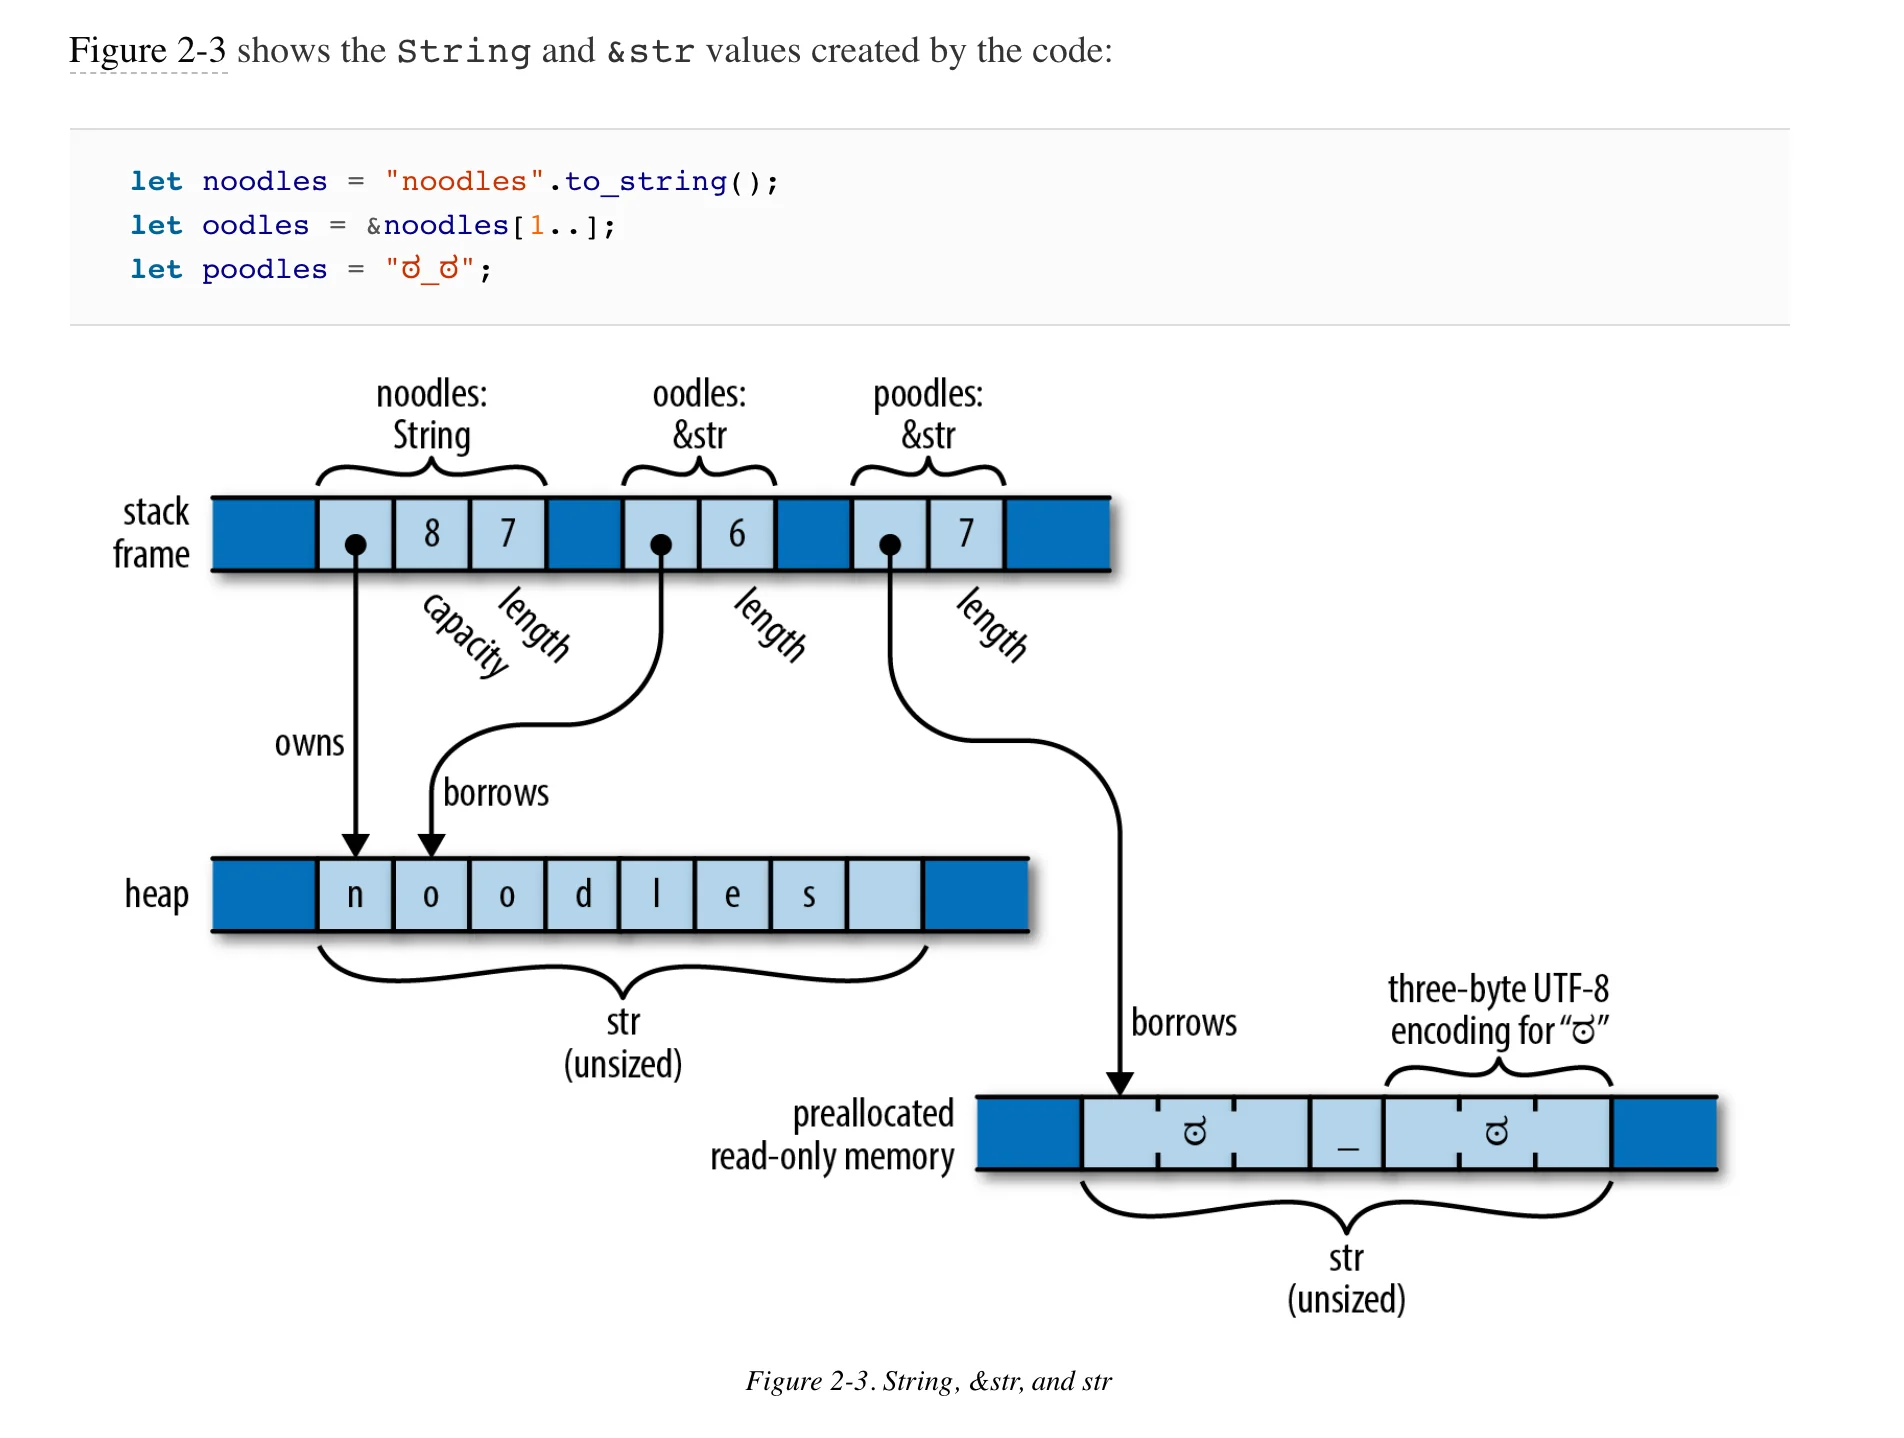 Figure 2-3 shows the String and &str values created by the code:
let noodles = "noodles".to_string();
let oodles = &noodles[1..];
let poodles = "ಠ_ಠ";
noodles:
String
oodles:
&str
poodles:
&str
stack
frame
8
7
6
7
capacity
length
length
length
owns
borrows
heap
n o o d l e s
str
(unsized)
borrows
three-byte UTF-8
encoding for “ಠ”
preallocated
read-only memory
ಠ _ ಠ
str
(unsized)
Figure 2-3. String, &str, and str